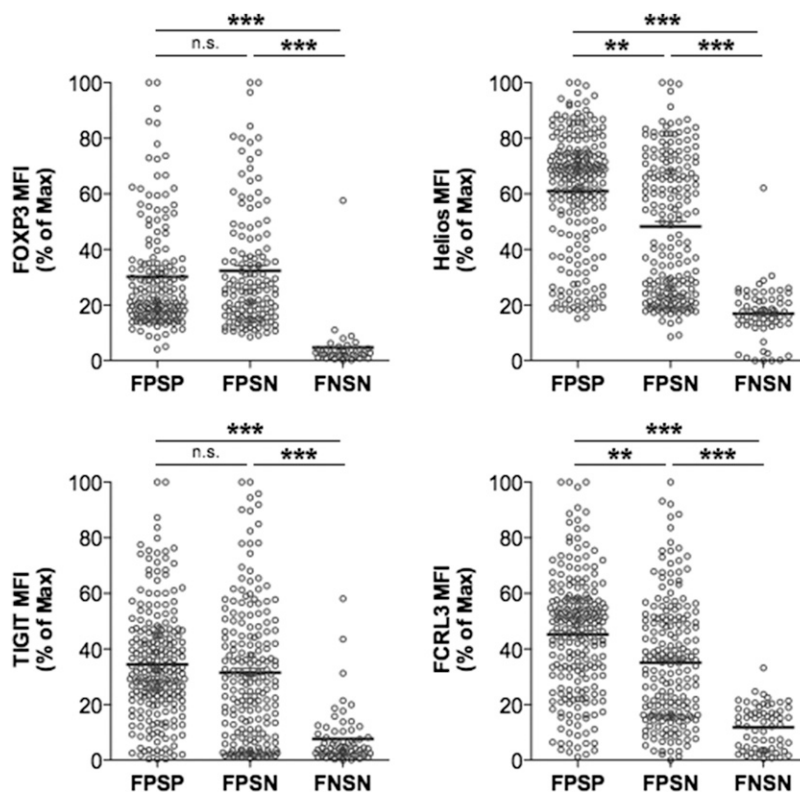 ***
n.s. ***
FOXP3 MFI
(% of Max)
100
80
60
40
20
0
FPSP FPSN FNSN
***
** ***
Helios MFI
(% of Max)
100
80
60
40
20
0
FPSP FPSN FNSN
***
n.s. ***
TIGIT MFI
(% of Max)
100
80
60
40
20
0
FPSP FPSN FNSN
***
** ***
FCRL3 MFI
(% of Max)
100
80
60
40
20
0
FPSP FPSN FNSN